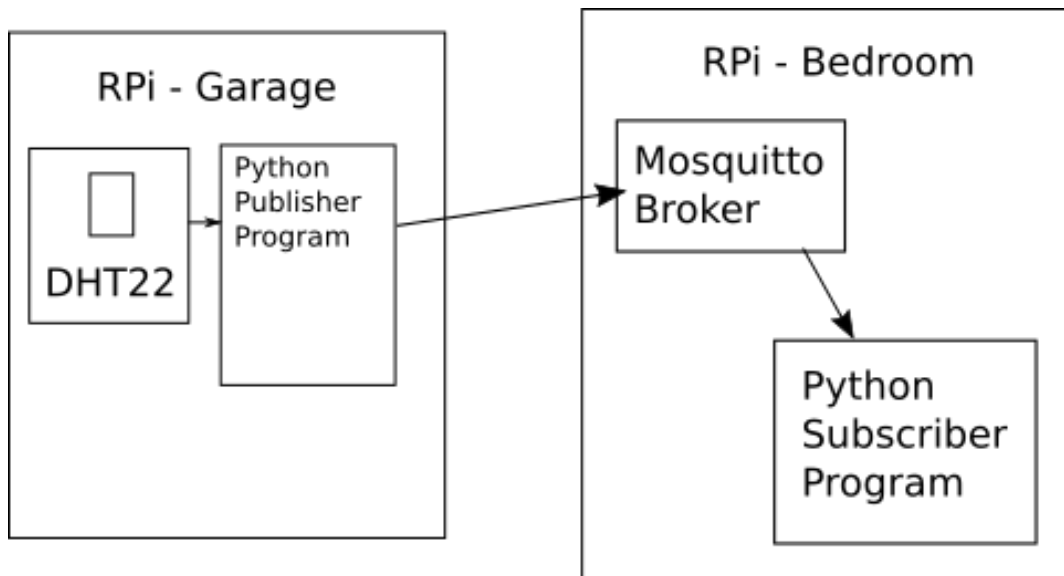 RPi - Garage
DHT22
Python
Publisher
Program
RPi - Bedroom
Mosquitto
Broker
Python
Subscriber
Program